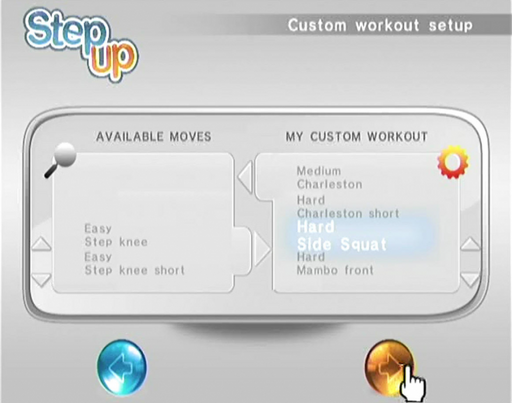 Step up
Custom workout setup
AVAILABLE MOVES
MY CUSTOM WORKOUT
Easy
Step knee
Easy
Step knee short
Medium
Charleston
Hard
Charleston short
Hard
Side Squat
Hard
Mambo front